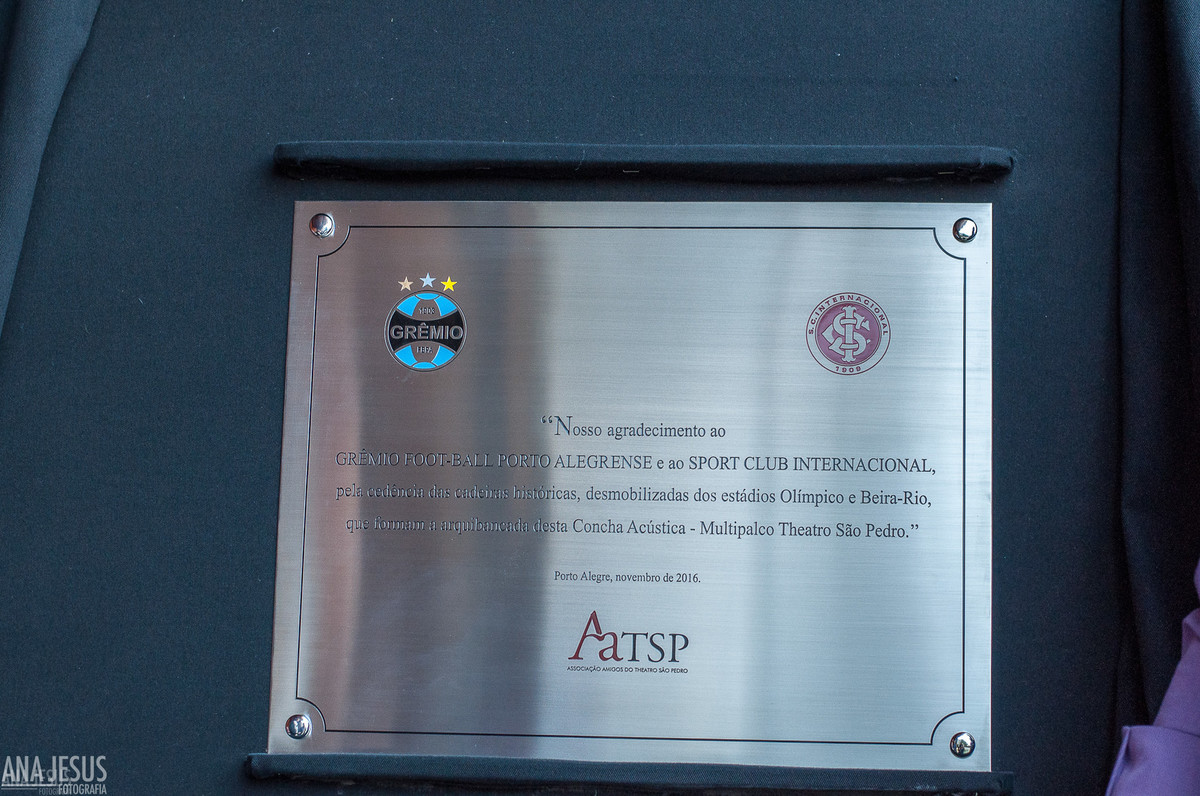 1903
GRÊMIO
FBPA
S.C. INTERNACIONAL
1909
“Nosso agradecimento ao
GRÊMIO FOOT-BALL PORTO ALEGRENSE e ao SPORT CLUB INTERNACIONAL,
pela cedência das cadeiras históricas, desmobilizadas dos estádios Olímpico e Beira-Rio,
que formam a arquibancada desta Concha Acústica - Multipalco Theatro São Pedro.”
Porto Alegre, novembro de 2016.
AaTSP
ASSOCIAÇÃO AMIGOS DO THEATRO SÃO PEDRO
ANA JESUS
FOTOGRAFIA